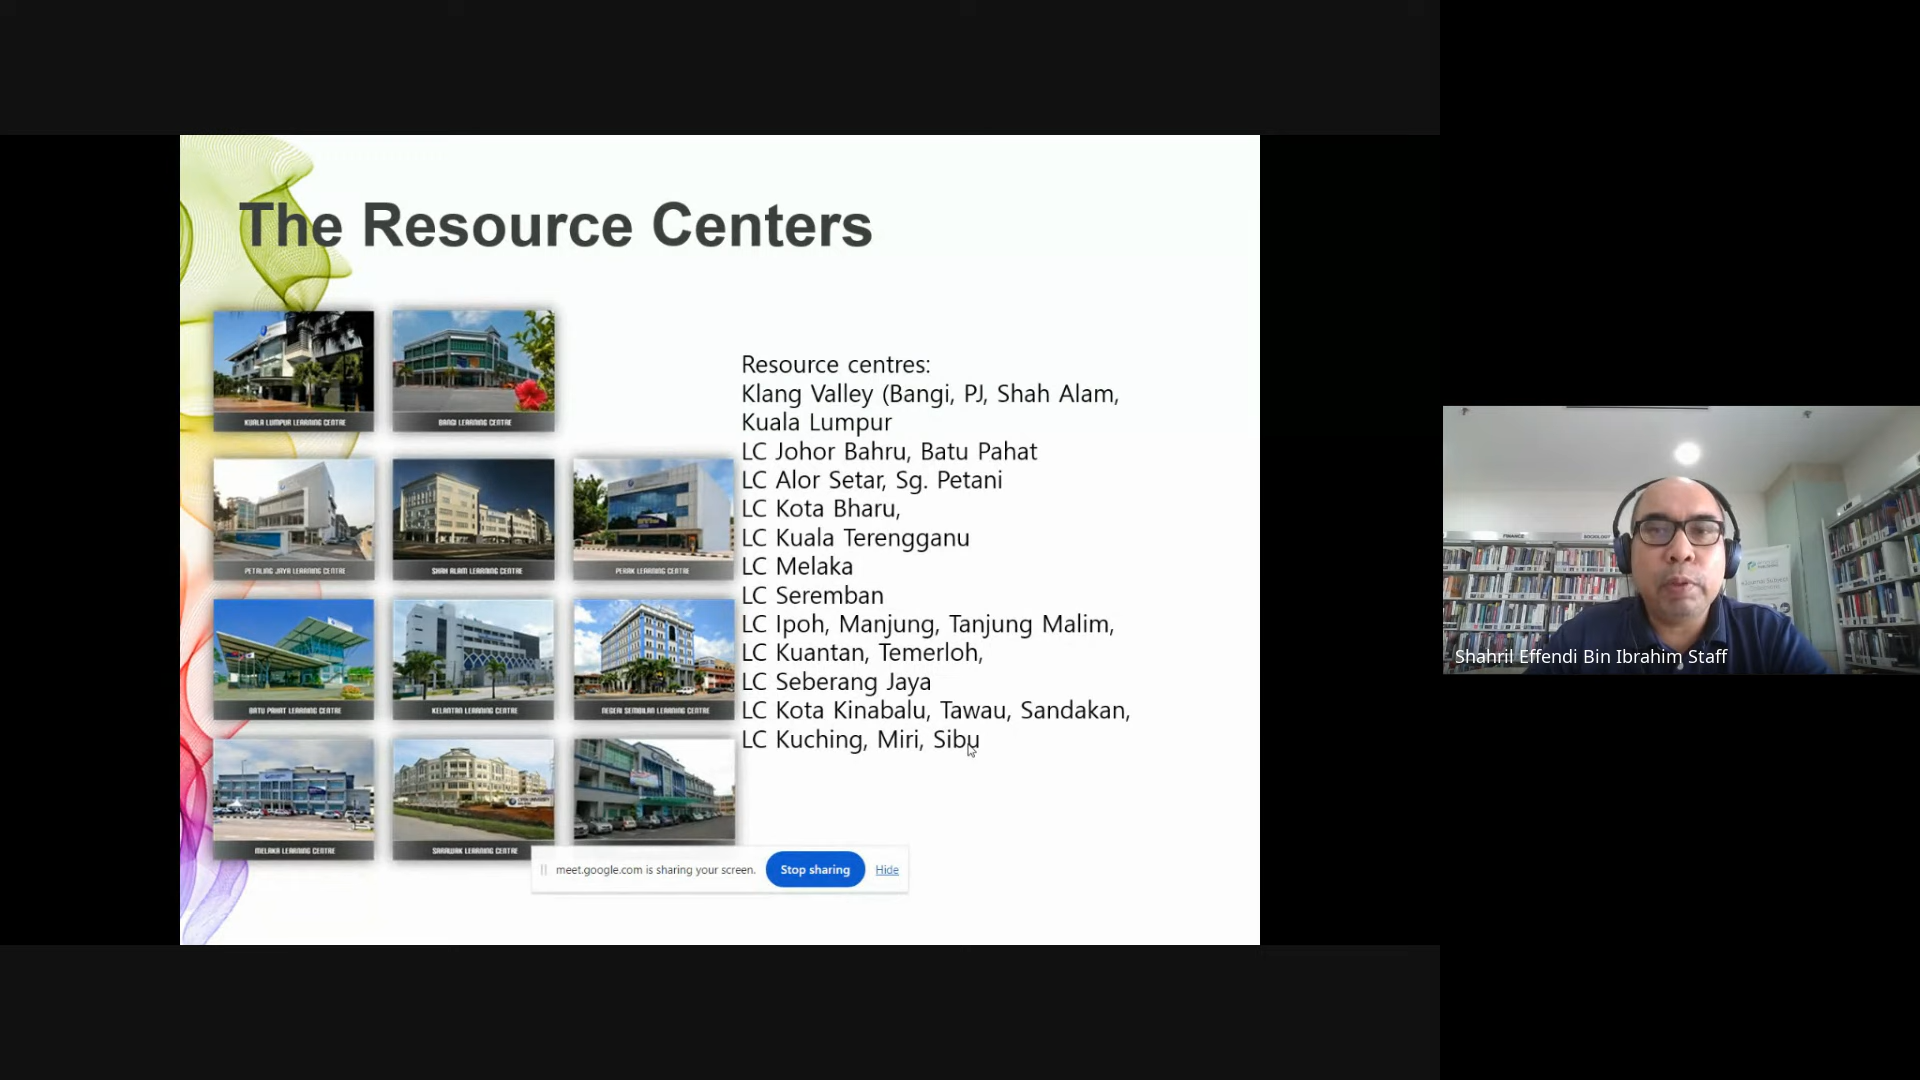 The Resource Centers
KUALA LUMPUR LEARNING CENTRE
BANGI LEARNING CENTRE
PETALING JAYA LEARNING CENTRE
SHAH ALAM LEARNING CENTRE
PERAK LEARNING CENTRE
BATU PAHAT LEARNING CENTRE
KELANTAN LEARNING CENTRE
NEGERI SEMBILAN LEARNING CENTRE
MELAKA LEARNING CENTRE
SARAWAK LEARNING CENTRE
Resource centres:
Klang Valley (Bangi, PJ, Shah Alam,
Kuala Lumpur
LC Johor Bahru, Batu Pahat
LC Alor Setar, Sg. Petani
LC Kota Bharu,
LC Kuala Terengganu
LC Melaka
LC Seremban
LC Ipoh, Manjung, Tanjung Malim,
LC Kuantan, Temerloh,
LC Seberang Jaya
LC Kota Kinabalu, Tawau, Sandakan,
LC Kuching, Miri, Sibu
meet.google.com is sharing your screen.
Stop sharing
Hide
FINANCE
SOCIOLOGY
Shahril Effendi Bin Ibrahim Staff